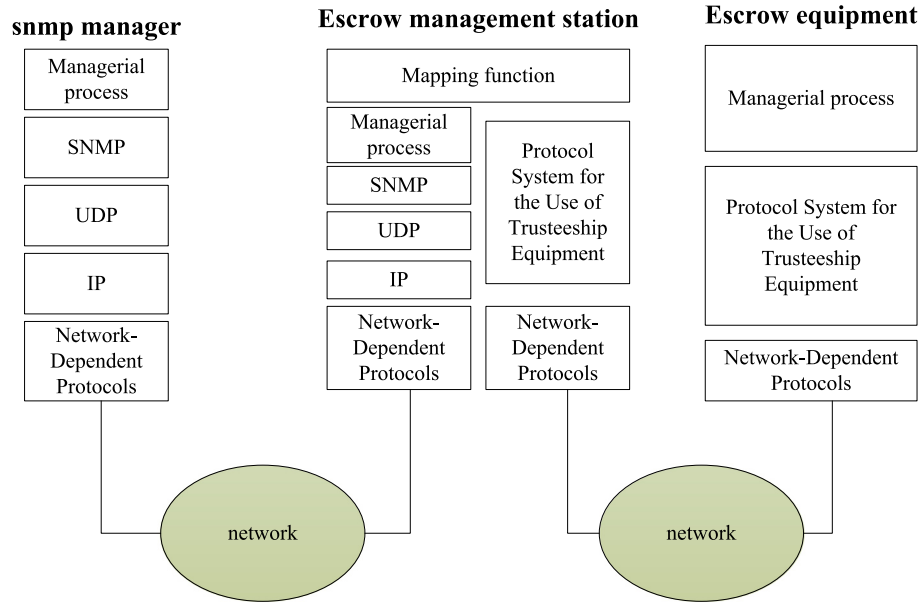 snmp manager
Managerial
process
SNMP
UDP
IP
Network-
Dependent
Protocols
Escrow management station
Mapping function
Managerial
process
SNMP
UDP
IP
Network-
Dependent
Protocols
Protocol
System for
the Use of
Trusteeship
Equipment
Network-
Dependent
Protocols
Escrow equipment
Managerial process
Protocol System for
the Use of
Trusteeship
Equipment
Network-Dependent
Protocols
network
network